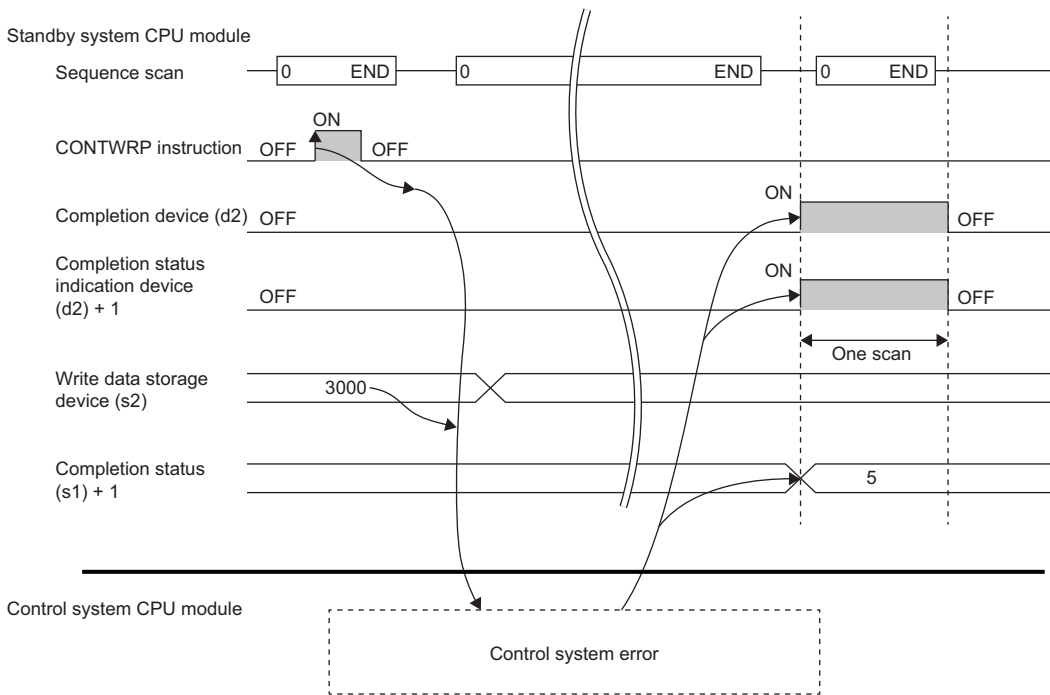 Standby system CPU module
Sequence scan
0 END
0 END
0 END
CONTWRP instruction
OFF
ON
OFF
Completion device (d2)
OFF
ON
OFF
Completion status
indication device
(d2) + 1
OFF
ON
OFF
One scan
Write data storage
device (s2)
3000
Completion status
(s1) + 1
5
Control system CPU module
Control system error